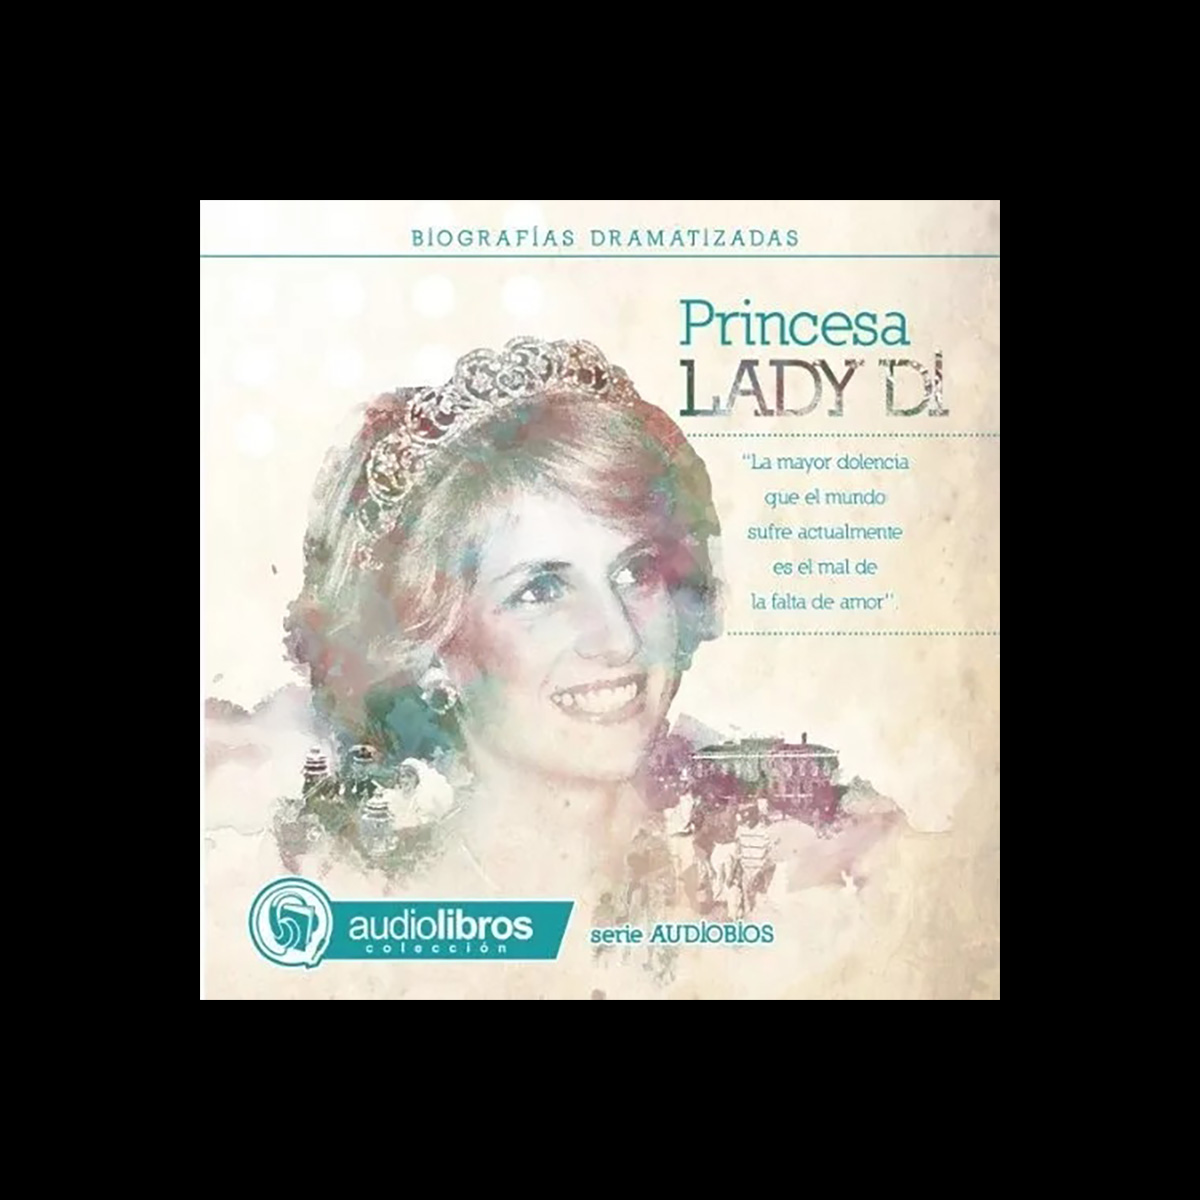 BIOGRAFÍAS DRAMATIZADAS
Princesa
LADY Di
“La mayor dolencia
que el mundo
sufre actualmente
es el mal de
la falta de amor”.
audiolibros
colección
serie AUDIOBIOS